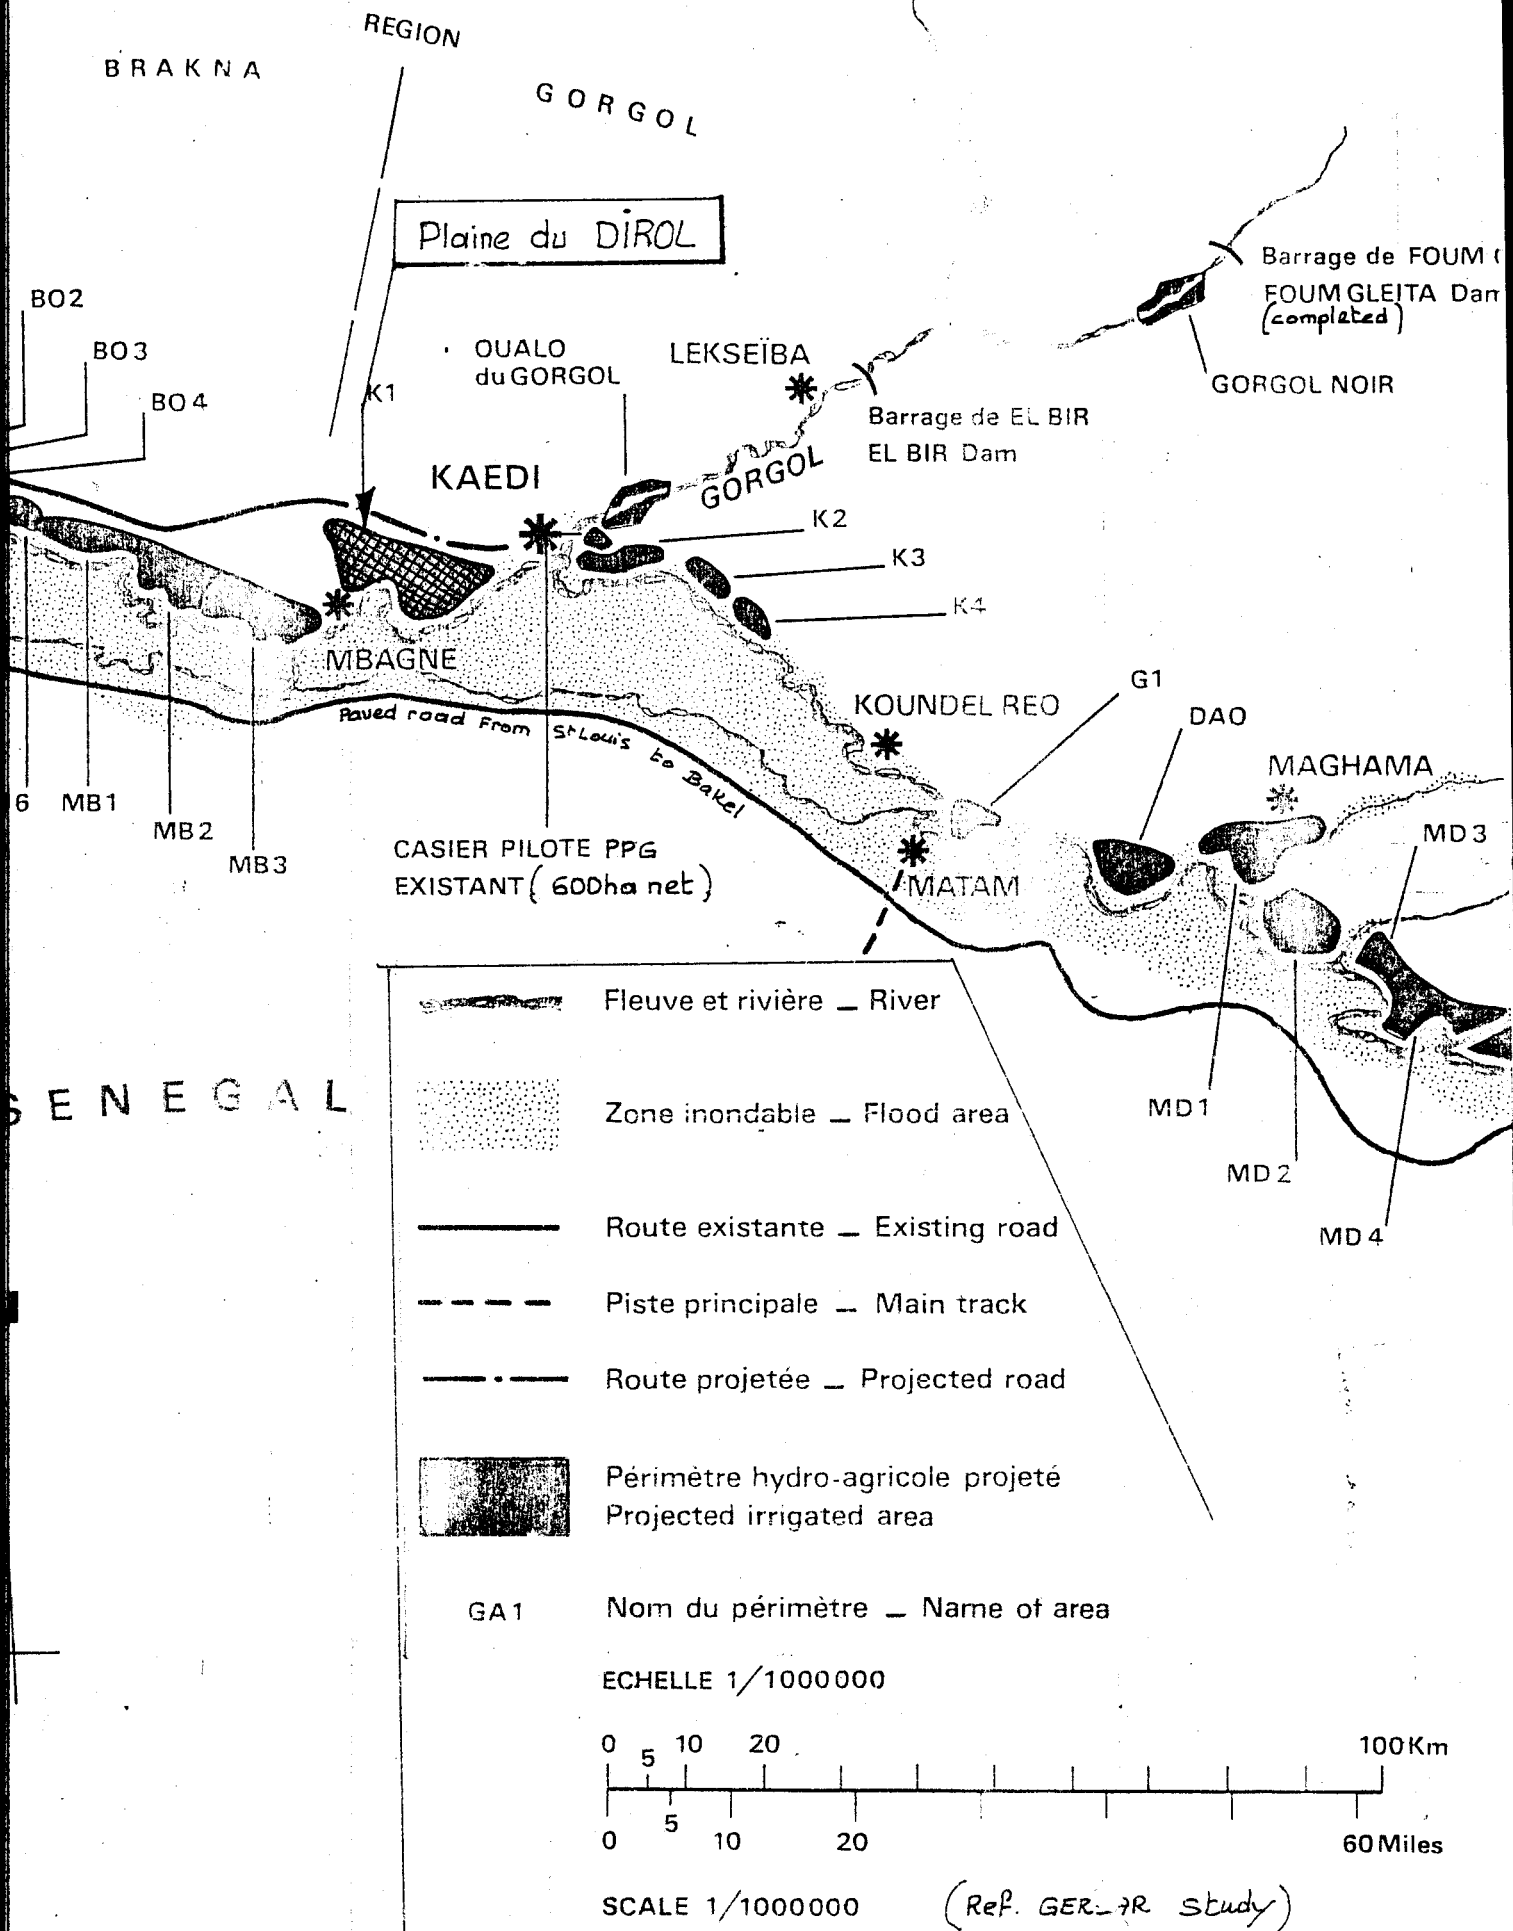 REGION
BRAKNA
GORGOL
Plaine du DIROL
Barrage de FOUM
FOUM GLEITA Dam
(completed)
GORGOL NOIR
BO2
BO3
BO4
K1
OUALO
du GORGOL
LEKSEÏBA
Barrage de EL BIR
EL BIR Dam
KAEDI
GORGOL
K2
K3
K4
MBAGNE
Paved road From St Louis to Bakel
KOUNDEL REO
G1
DAO
MAGHAMA
MD3
6
MB1
MB2
MB3
CASIER PILOTE PPG
EXISTANT (600ha net)
MATAM
MD1
MD2
MD4
SENEGAL
Fleuve et rivière _ River
Zone inondable _ Flood area
Route existante _ Existing road
Piste principale _ Main track
Route projetée _ Projected road
Périmètre hydro-agricole projeté
Projected irrigated area
GA1 Nom du périmètre _ Name of area
ECHELLE 1/1000000
0 5 10 20 100Km
0 5 10 20 60 Miles
SCALE 1/1000000 (Ref. Study)